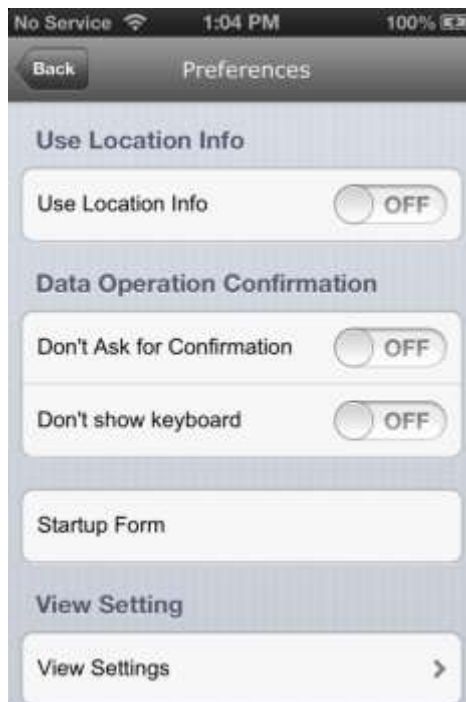 No Service 1:04 PM 100%
Back Preferences
Use Location Info
Use Location Info OFF
Data Operation Confirmation
Don't Ask for Confirmation OFF
Don't show keyboard OFF
Startup Form
View Setting
View Settings